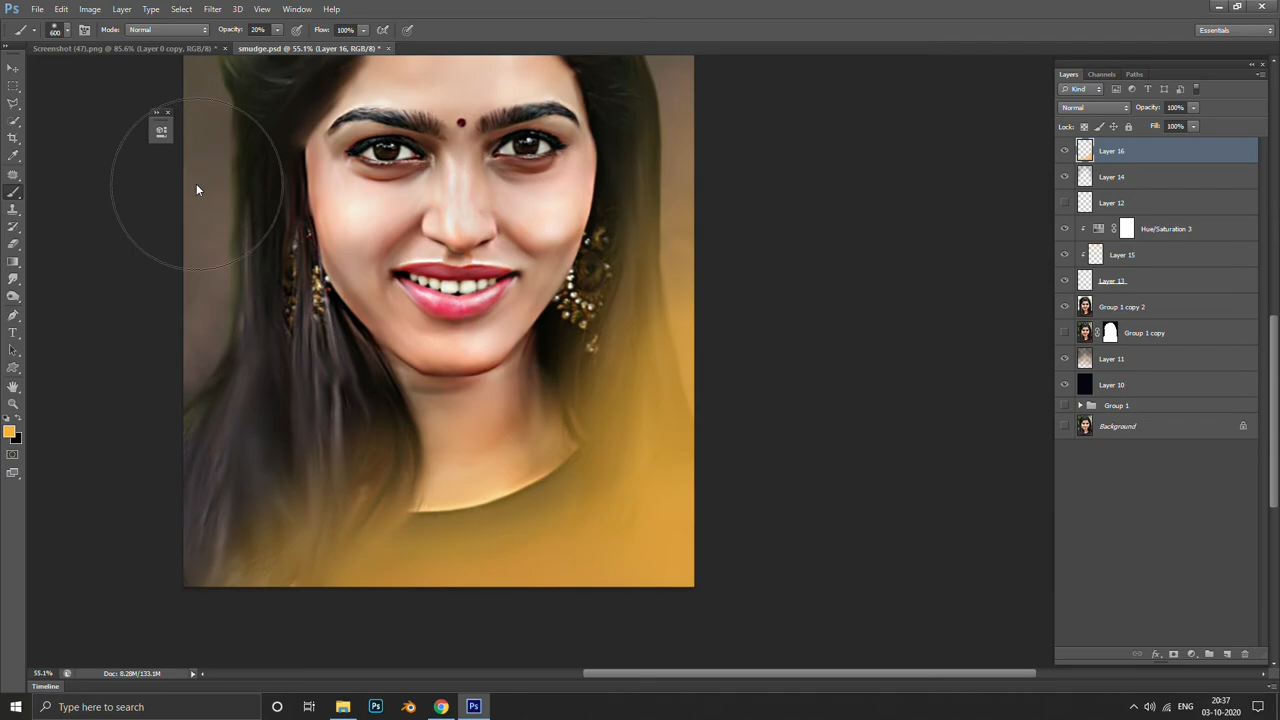 Ps File Edit Image Layer Type Select Filter 3D View Window Help
600 Mode: Normal Opacity: 20% Flow: 100% Essentials
Screenshot (47).png @ 85.6% (Layer 0 copy, RGB/8) * × smudge.psd @ 55.1% (Layer 16, RGB/8) * ×
Layers Channels Paths
Kind
Normal Opacity: 100%
Lock: Fill: 100%
Layer 16
Layer 14
Layer 12
Hue/Saturation 3
Layer 15
Layer 13
Group 1 copy 2
Group 1 copy
Layer 11
Layer 10
Group 1
Background
55.1% Doc: 8.28M/133.1M
Timeline
Type here to search Ps Ps ENG 20:37
03-10-2020